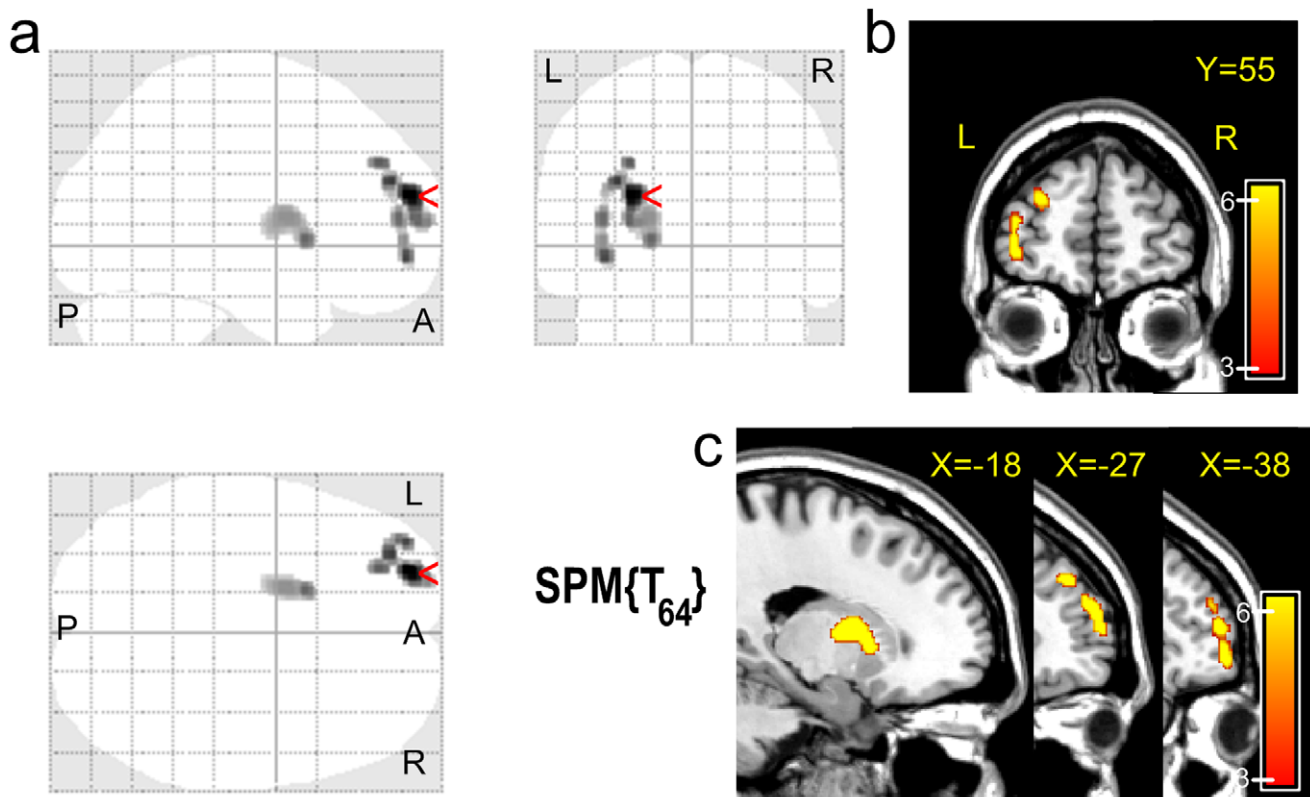 a
L R
P A
<
<
L
P A
<
R
b
Y=55
L R
6
3
c
X=-18 X=-27 X=-38
SPM{T64}
6
3